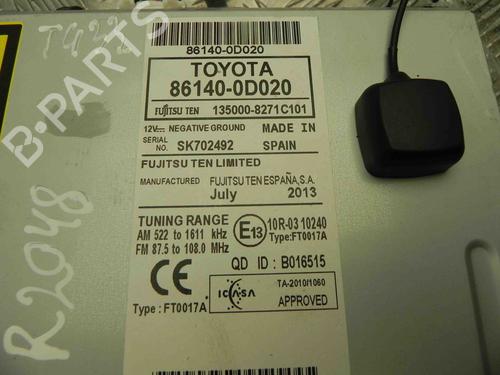 T422
86140-0D020
TOYOTA
86140-0D020
FUJITSU TEN 135000-8271C101
12V NEGATIVE GROUND MADE IN
SERIAL NO. SK702492 SPAIN
FUJITSU TEN LIMITED
MANUFACTURED FUJITSU TEN ESPAÑA,S.A.
July 2013
TUNING RANGE
AM 522 to 1611 kHz
FM 87.5 to 108.0 MHz
E13 10R-03 10240
Type:FT0017A
QD ID : B016515
CE
Type : FT0017A
ICASA
TA-2010/1060
APPROVED
R2048
B-PARTS